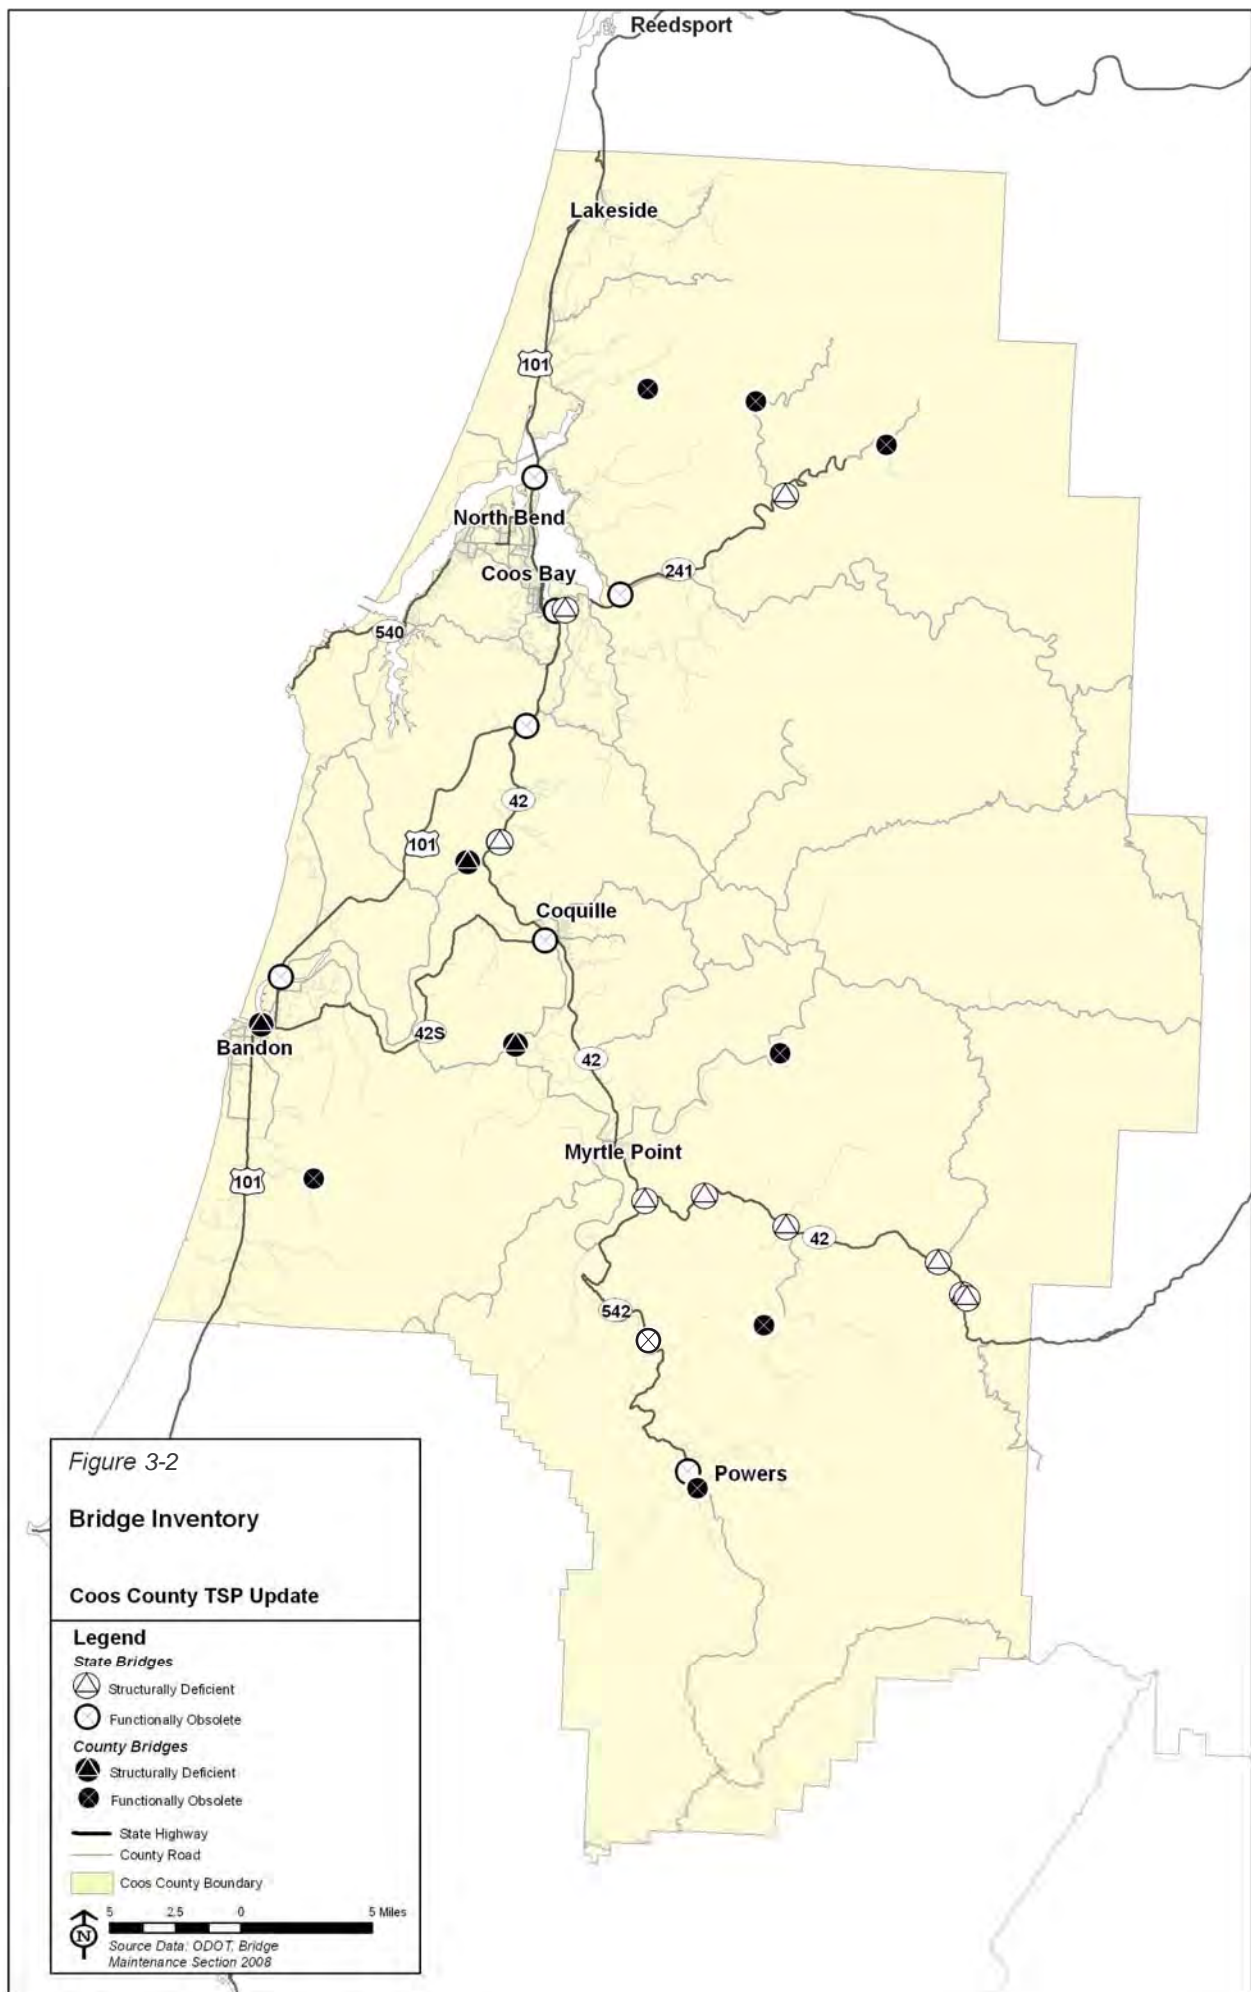 Reedsport
Lakeside
101
North Bend
Coos Bay
241
540
42
101
Coquille
42S
Bandon
42
Myrtle Point
101
42
542
Powers
Figure 3-2
Bridge Inventory
Coos County TSP Update
Legend
State Bridges
Structurally Deficient
Functionally Obsolete
County Bridges
Structurally Deficient
Functionally Obsolete
State Highway
County Road
Coos County Boundary
N
5 2.5 0 5 Miles
Source Data: ODOT, Bridge
Maintenance Section 2008